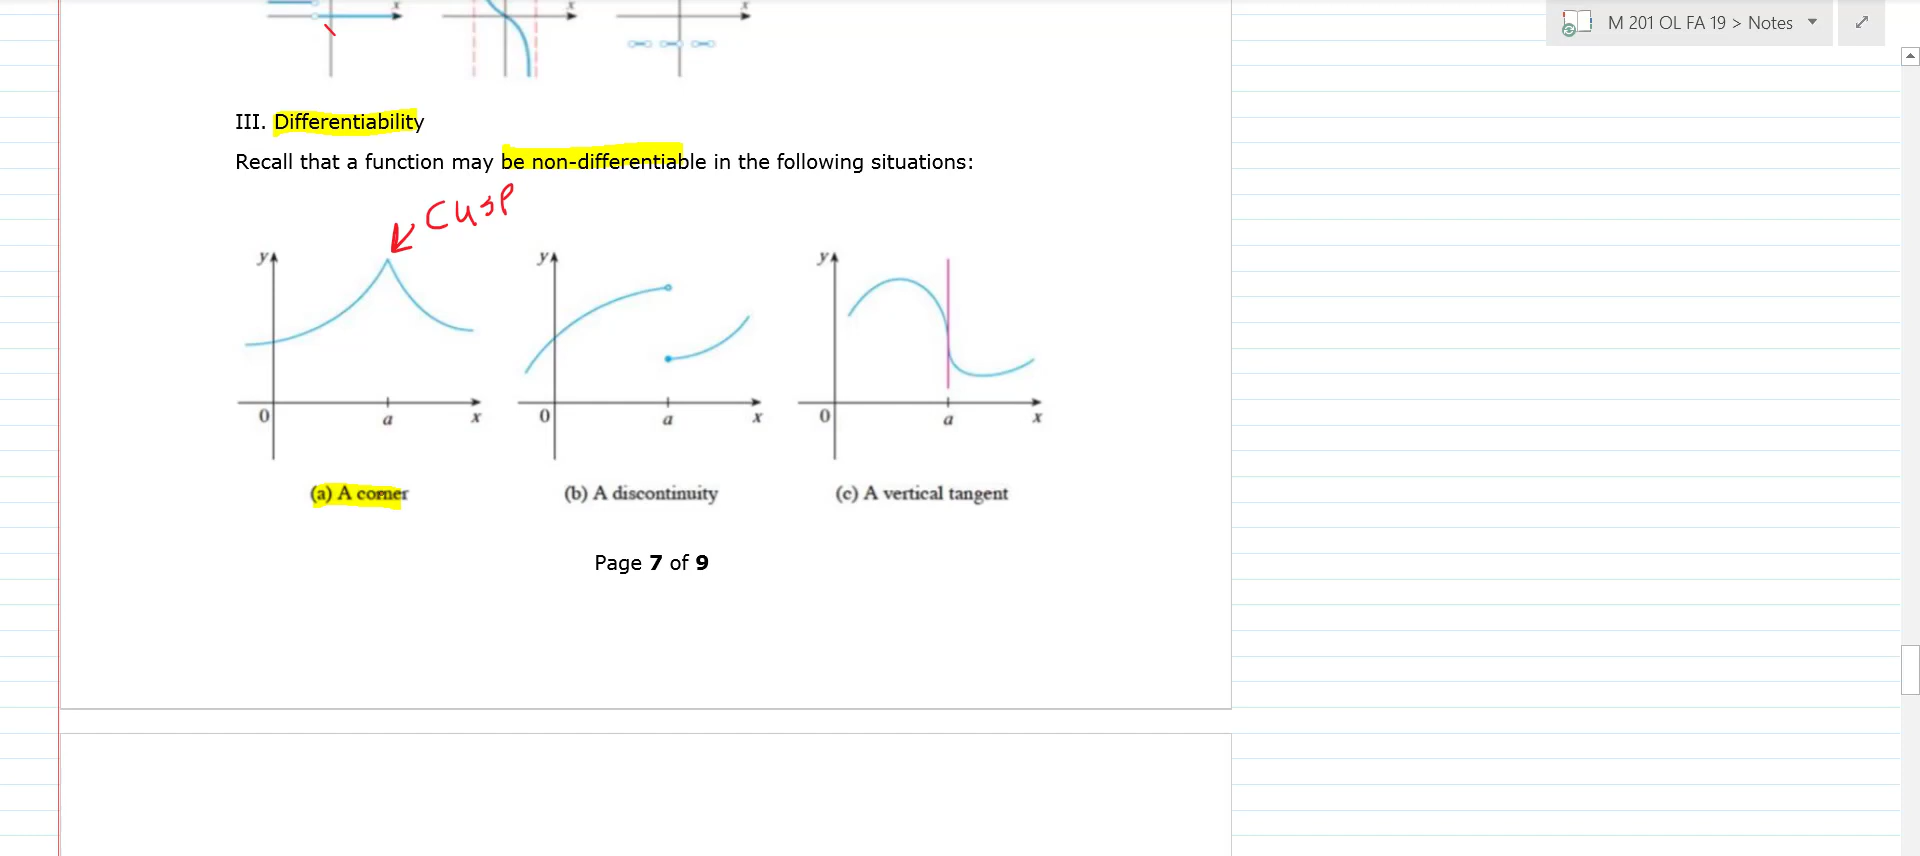 M 201 OL FA 19 > Notes
x x x
III. Differentiability
Recall that a function may be non-differentiable in the following situations:
Cusp
y y y
0 a x 0 a x 0 a x
(a) A corner (b) A discontinuity (c) A vertical tangent
Page 7 of 9